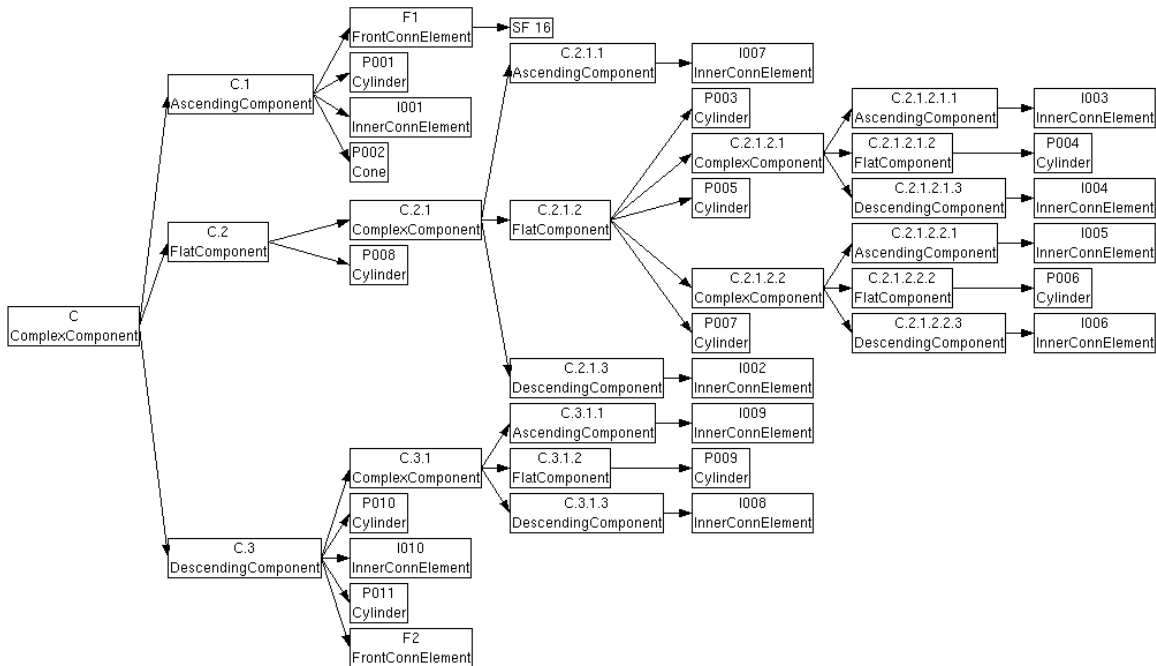 F1
FrontConnElement
SF 16
C.1
AscendingComponent
P001
Cylinder
I001
InnerConnElement
P002
Cone
C.2.1.1
AscendingComponent
I007
InnerConnElement
P003
Cylinder
C.2.1.2.1.1
AscendingComponent
I003
InnerConnElement
C.2.1.2.1
ComplexComponent
C.2.1.2.1.2
FlatComponent
P004
Cylinder
P005
Cylinder
C.2.1.2.1.3
DescendingComponent
I004
InnerConnElement
C.2
FlatComponent
C.2.1
ComplexComponent
C.2.1.2
FlatComponent
P008
Cylinder
C.2.1.2.2.1
AscendingComponent
I005
InnerConnElement
C.2.1.2.2
ComplexComponent
C.2.1.2.2.2
FlatComponent
P006
Cylinder
C
ComplexComponent
P007
Cylinder
C.2.1.2.2.3
DescendingComponent
I006
InnerConnElement
C.2.1.3
DescendingComponent
I002
InnerConnElement
C.3.1.1
AscendingComponent
I009
InnerConnElement
C.3.1
ComplexComponent
C.3.1.2
FlatComponent
P009
Cylinder
P010
Cylinder
C.3.1.3
DescendingComponent
I008
InnerConnElement
C.3
DescendingComponent
I010
InnerConnElement
P011
Cylinder
F2
FrontConnElement